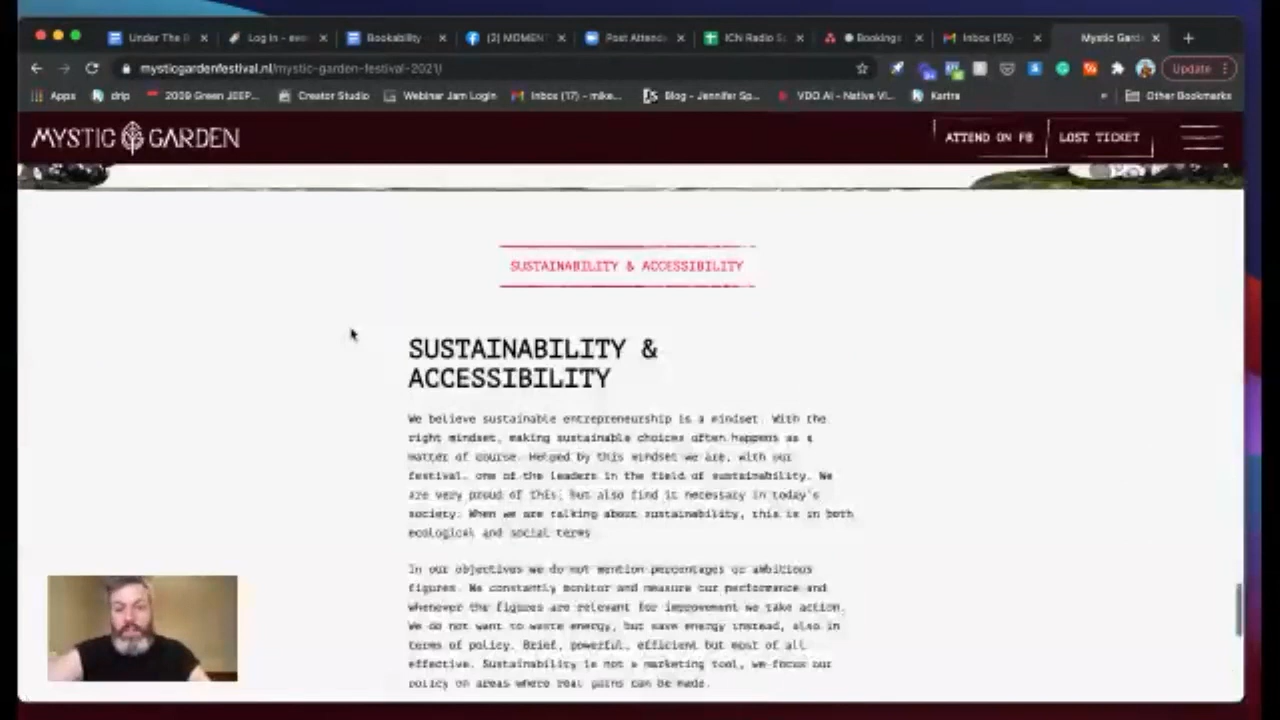 Under The B
Log In - eve
Bookability
(2) MOMENT
Post Attend
ICN Radio S
Bookings
Inbox (55)
Mystic Gard
mysticgardenfestival.nl/mystic-garden-festival-2021/
Update
Apps
drip
2009 Green JEEP...
Creator Studio
Webinar Jam Login
Inbox (17) - mike...
Blog - Jennifer Sp...
VDO.AI - Native Vi...
Kartra
»
Other Bookmarks
MYSTIC GARDEN
ATTEND ON FB
LOST TICKET
SUSTAINABILITY & ACCESSIBILITY
SUSTAINABILITY &
ACCESSIBILITY
We believe sustainable entrepreneurship is a mindset. With the
right mindset, making sustainable choices often happens as a
matter of course. Helped by this mindset we are, with our
festival, one of the leaders in the field of sustainability. We
are very proud of this, but also find it necessary in today's
society. When we are talking about sustainability, this is in both
ecological and social terms.
In our objectives we do not mention percentages or ambitious
figures. We constantly monitor and measure our performance and
whenever the figures are relevant for improvement we take action.
We do not want to waste energy, but save energy instead, also in
terms of policy. Brief, powerful, efficient but most of all
effective. Sustainability is not a marketing tool, we focus our
policy on areas where real gains can be made.